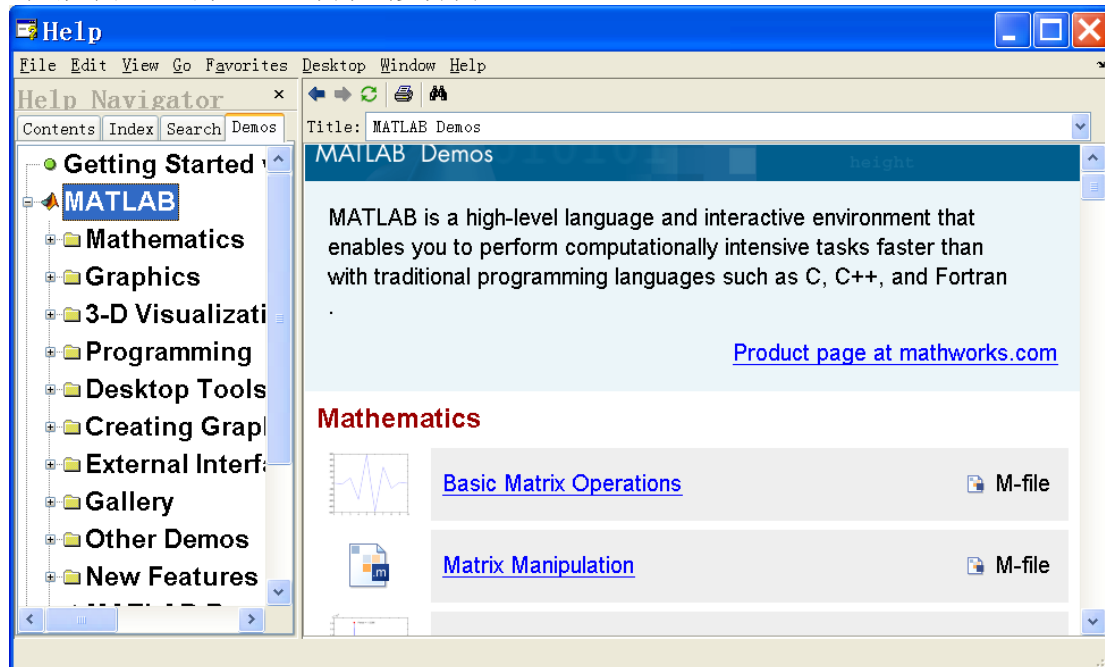 Help
File Edit View Go Favorites Desktop Window Help
Help Navigator
Contents Index Search Demos
Title: MATLAB Demos
Getting Started
MATLAB
Mathematics
Graphics
3-D Visualizati
Programming
Desktop Tools
Creating Grap
External Interf
Gallery
Other Demos
New Features
MATLAB Demos
height
MATLAB is a high-level language and interactive environment that
enables you to perform computationally intensive tasks faster than
with traditional programming languages such as C, C++, and Fortran
.
Product page at mathworks.com
Mathematics
Basic Matrix Operations M-file
.m
Matrix Manipulation M-file